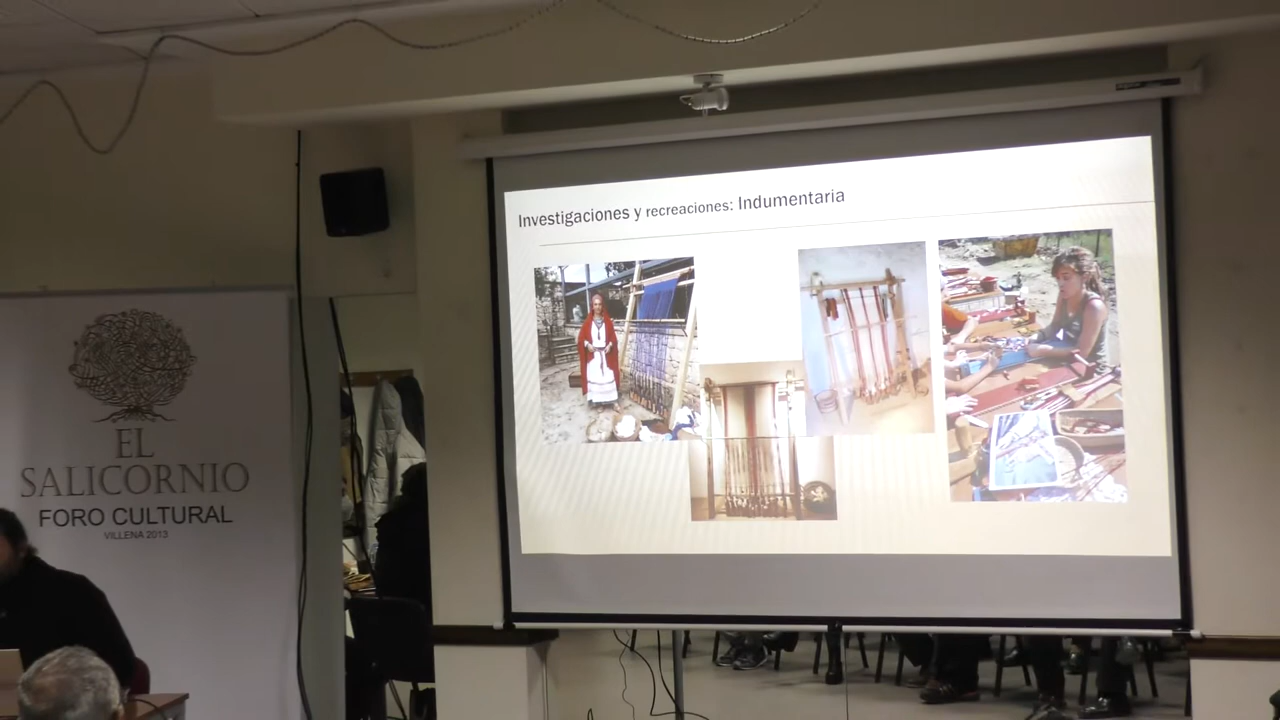 Investigaciones y recreaciones: Indumentaria
EL
SALICORNIO
FORO CULTURAL
VILLENA 2013